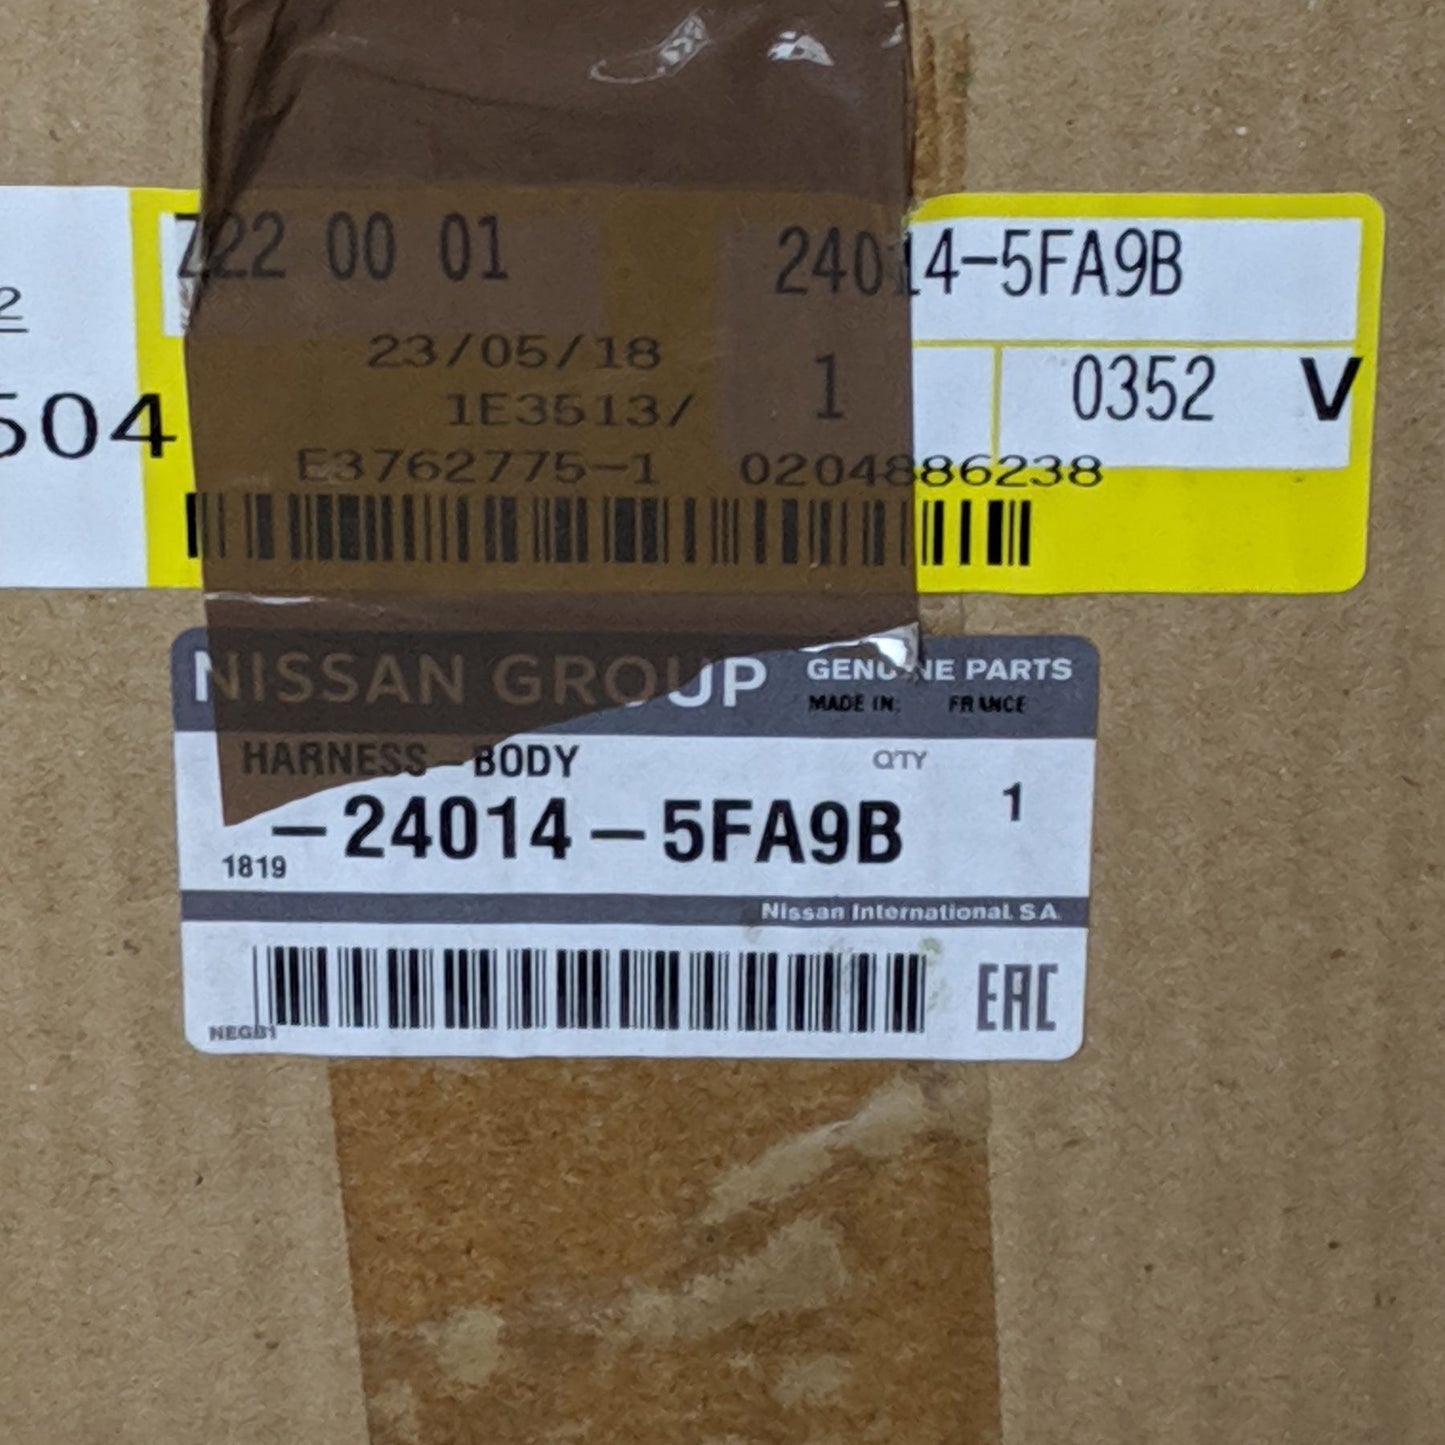 722 00 01 24014-5FA9B
2
23/05/18
1 0352 V
504
1E3513/
E3762775-1 0204886238
NISSAN GROUP GENUINE PARTS
MADE IN: FRANCE
HARNESS-BODY QTY
-24014-5FA9B 1
1819
Nissan International S.A.
EAC
NEGB1